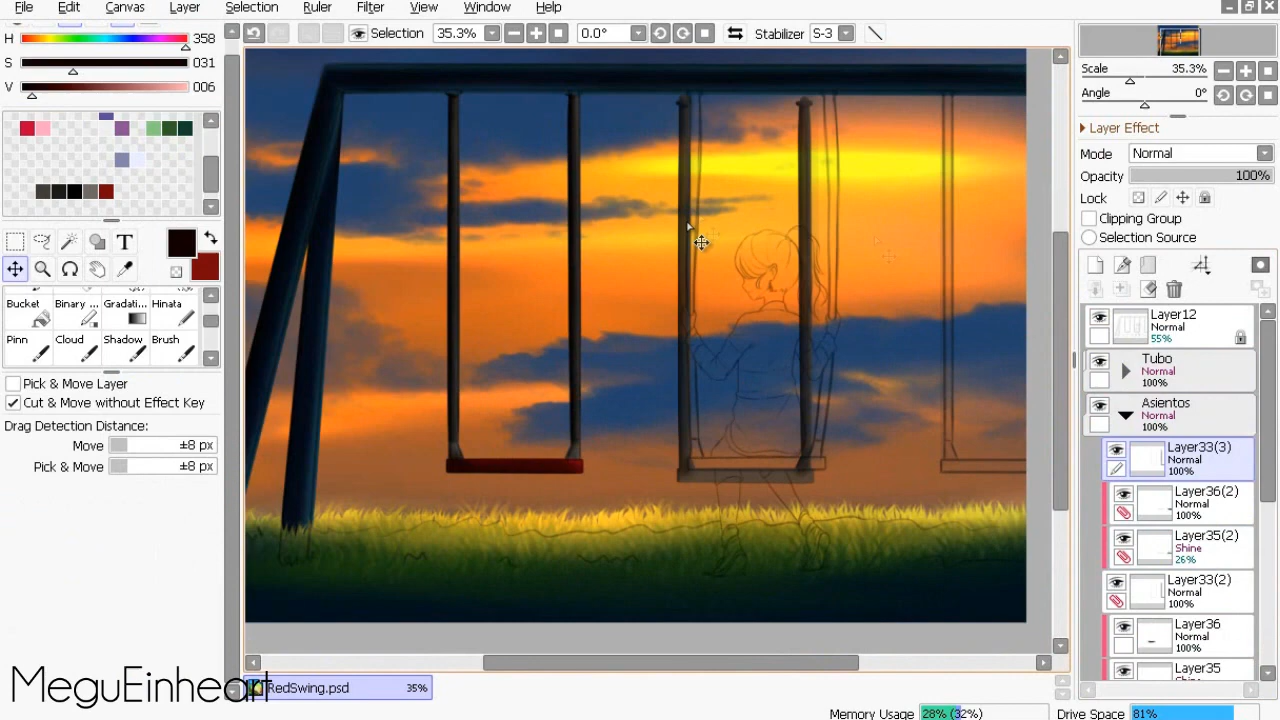 File Edit Canvas Layer Selection Ruler Filter View Window Help
H 358
S 031
V 006
Selection 35.3% 0.0° Stabilizer S-3
Scale 35.3%
Angle 0°
Layer Effect
Mode Normal
Opacity 100%
Lock
Clipping Group
Selection Source
T
Bucket Binary ... Gradati... Hinata
Pinn Cloud Shadow Brush
Pick & Move Layer
Cut & Move without Effect Key
Drag Detection Distance:
Move ±8 px
Pick & Move ±8 px
Layer12
Normal
55%
Tubo
Normal
100%
Asientos
Normal
100%
Layer33(3)
Normal
100%
Layer36(2)
Normal
100%
Layer35(2)
Shine
26%
Layer33(2)
Normal
100%
Layer36
Normal
100%
Layer35
Shine
MeguEinheart
RedSwing.psd 35%
Memory Usage 28% (32%) Drive Space 81%